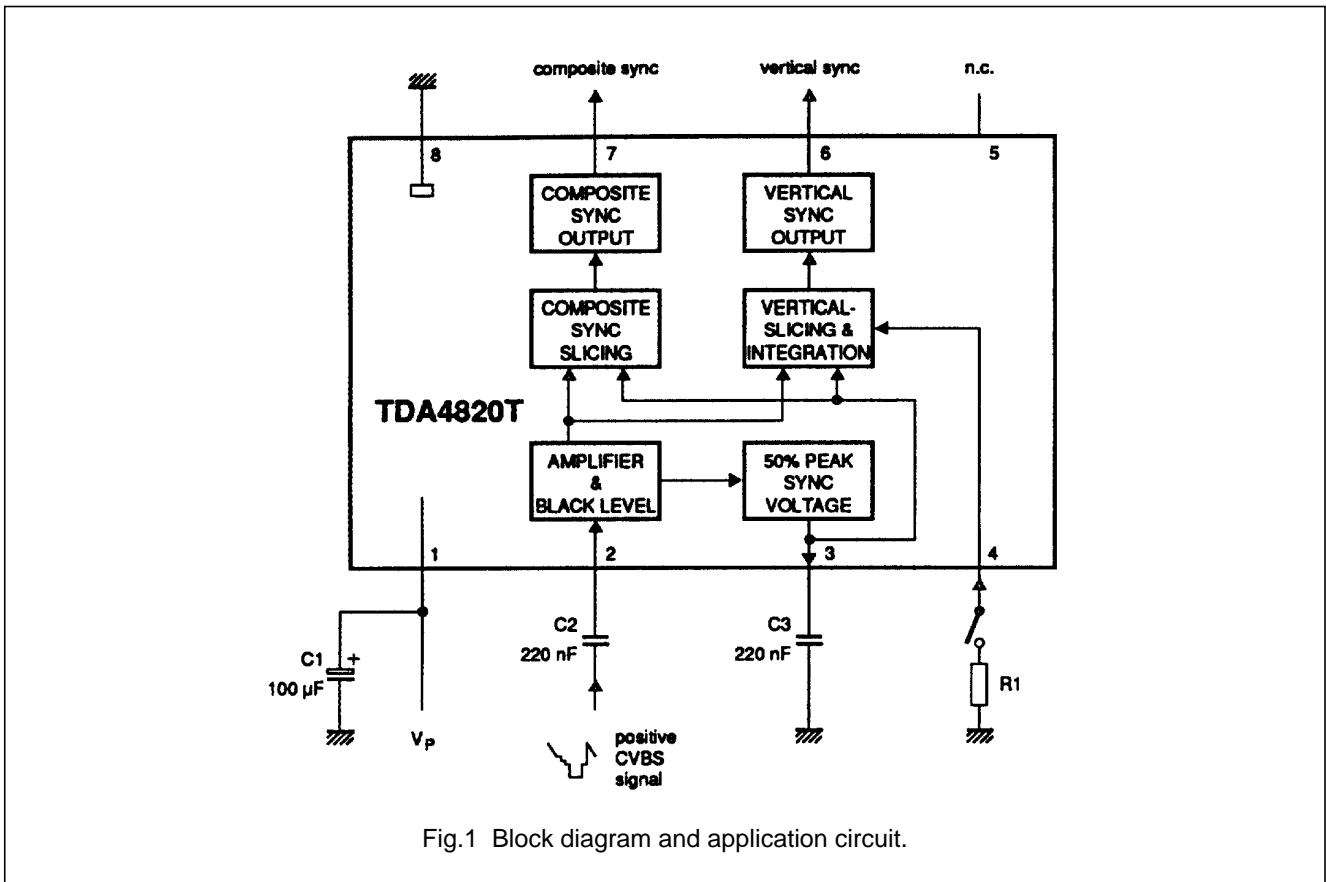 composite sync
vertical sync
n.c.
8
7
6
5
COMPOSITE
SYNC
OUTPUT
VERTICAL
SYNC
OUTPUT
COMPOSITE
SYNC
SLICING
VERTICAL-
SLICING &
INTEGRATION
TDA4820T
AMPLIFIER
&
BLACK LEVEL
50% PEAK
SYNC
VOLTAGE
1
2
3
4
C1
+
100 µF
VP
C2
220 nF
positive
CVBS
signal
C3
220 nF
R1
Fig.1 Block diagram and application circuit.